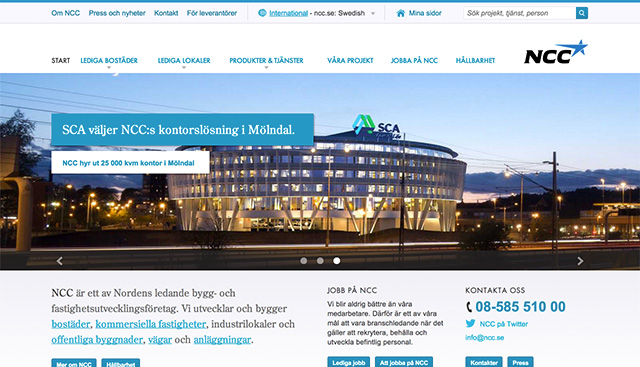 Om NCC Press och nyheter Kontakt För leverantörer International - ncc.se: Swedish Mina sidor Sök projekt, tjänst, person
START LEDIGA BOSTÄDER LEDIGA LOKALER PRODUKTER & TJÄNSTER VÅRA PROJEKT JOBBA PÅ NCC HÅLLBARHET NCC
SCA
SCA väljer NCC:s kontorslösning i Mölndal.
NCC hyr ut 25 000 kvm kontor i Mölndal
NCC är ett av Nordens ledande bygg- och
fastighetsutvecklingsföretag. Vi utvecklar och bygger
bostäder, kommersiella fastigheter, industrilokaler och
offentliga byggnader, vägar och anläggningar.
Mer om NCC Hållbarhet
JOBB PÅ NCC
Vi blir aldrig bättre än våra
medarbetare. Därför är ett av våra
mål att vara branschledande när det
gäller att rekrytera, behålla och
utveckla befintlig personal.
Lediga jobb Att jobba på NCC
KONTAKTA OSS
08-585 510 00
NCC på Twitter
info@ncc.se
Kontakter Press